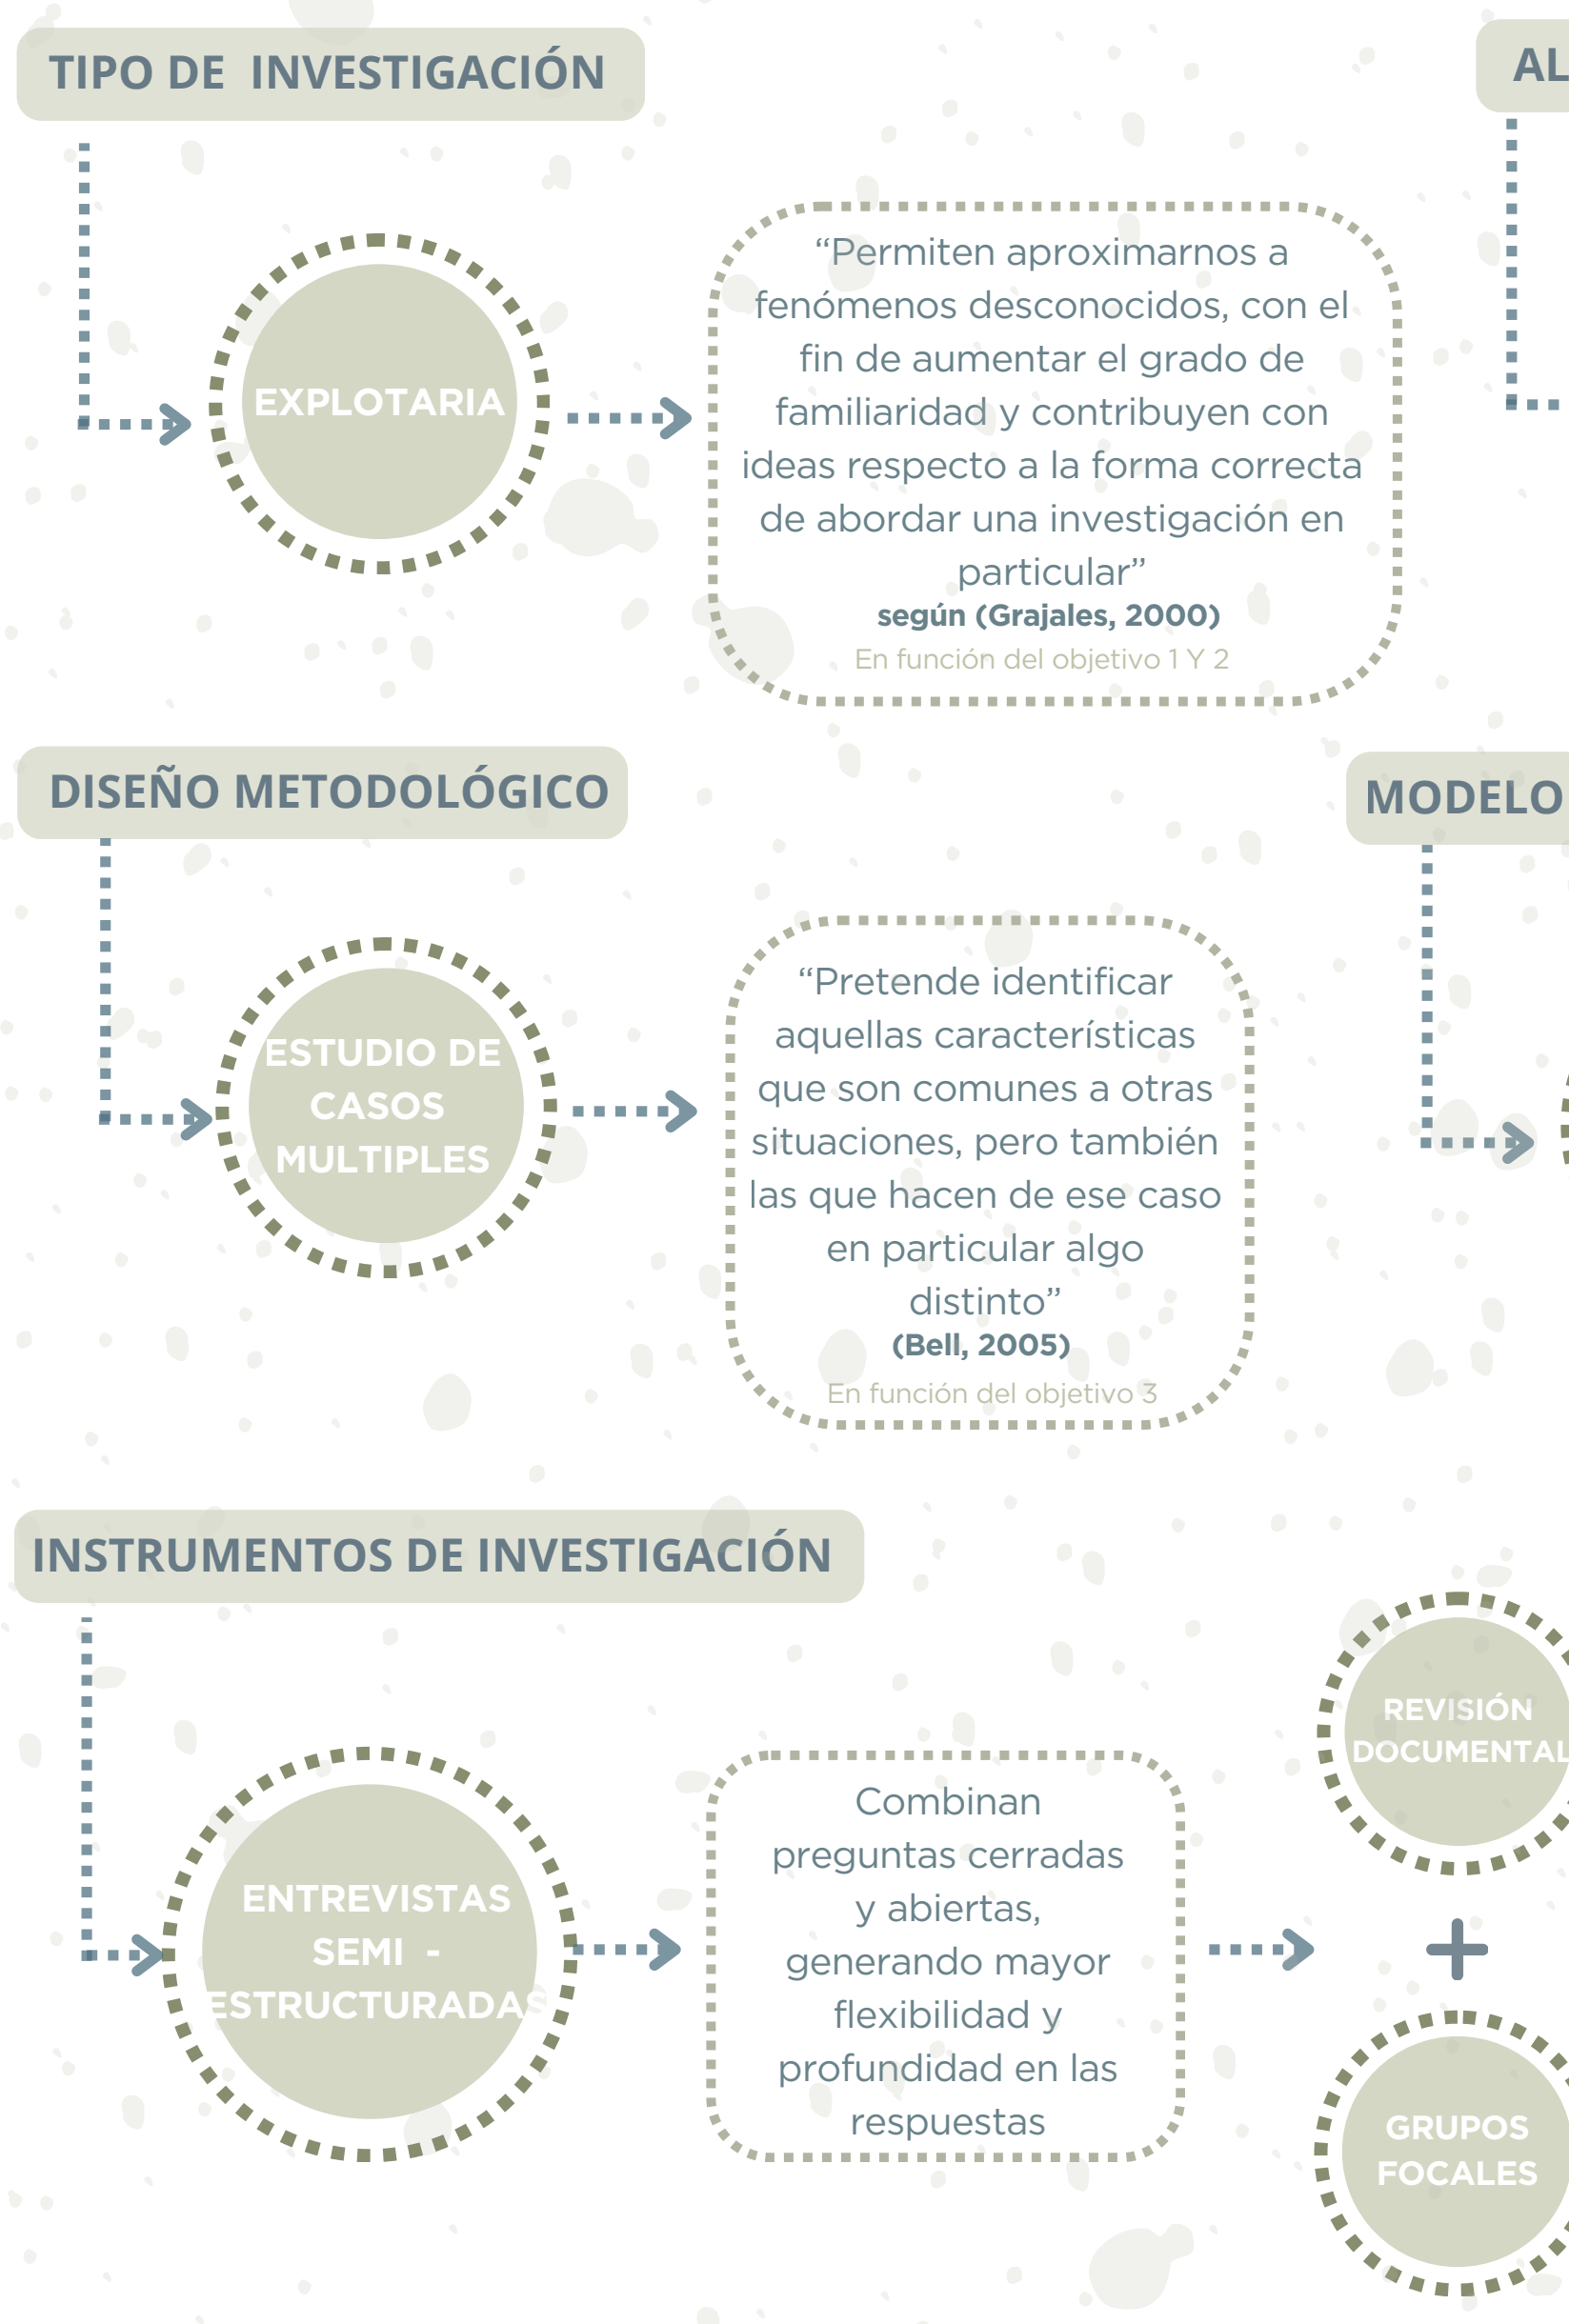 TIPO DE INVESTIGACIÓN
AL
EXPLOTARIA
“Permiten aproximarnos a
fenómenos desconocidos, con el
fin de aumentar el grado de
familiaridad y contribuyen con
ideas respecto a la forma correcta
de abordar una investigación en
particular”
según (Grajales, 2000)
En función del objetivo 1 Y 2
DISEÑO METODOLÓGICO
MODELO
ESTUDIO DE
CASOS
MULTIPLES
“Pretende identificar
aquellas características
que son comunes a otras
situaciones, pero también
las que hacen de ese caso
en particular algo
distinto”
(Bell, 2005)
En función del objetivo 3
INSTRUMENTOS DE INVESTIGACIÓN
ENTREVISTAS
SEMI -
ESTRUCTURADAS
Combinan
preguntas cerradas
y abiertas,
generando mayor
flexibilidad y
profundidad en las
respuestas
REVISIÓN
DOCUMENTAL
+
GRUPOS
FOCALES